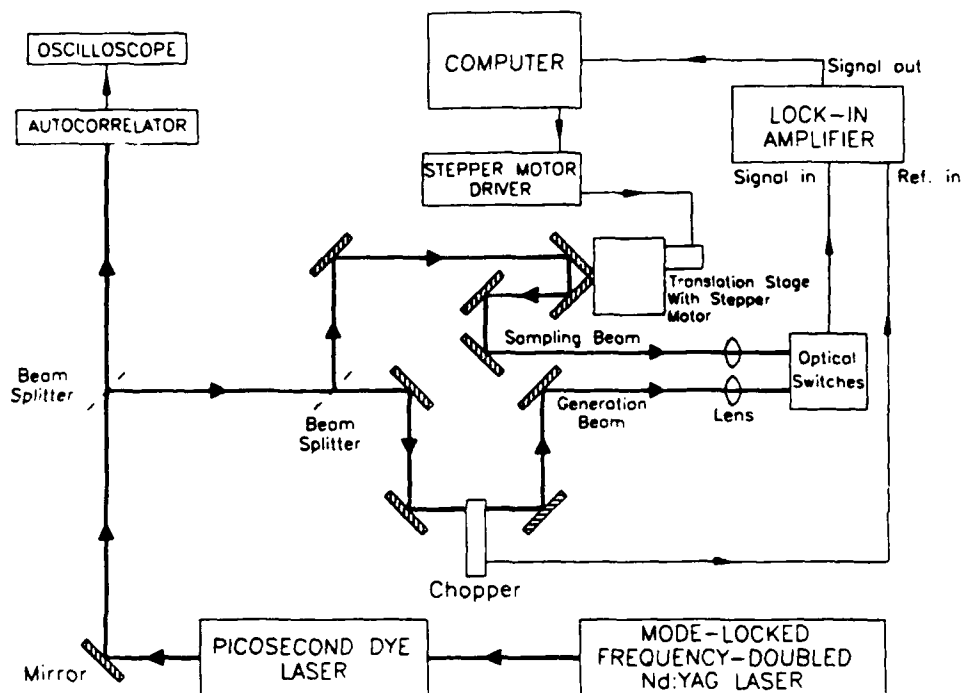 OSCILLOSCOPE
AUTOCORRELATOR
COMPUTER
Signal out
LOCK-IN
AMPLIFIER
Signal in
Ref. in
STEPPER MOTOR
DRIVER
Translation Stage
With Stepper
Motor
Sampling Beam
Optical
Switches
Beam
Splitter
Beam
Splitter
Generation
Beam
Lens
Chopper
Mirror
PICOSECOND DYE
LASER
MODE-LOCKED
FREQUENCY-DOUBLED
Nd:YAG LASER